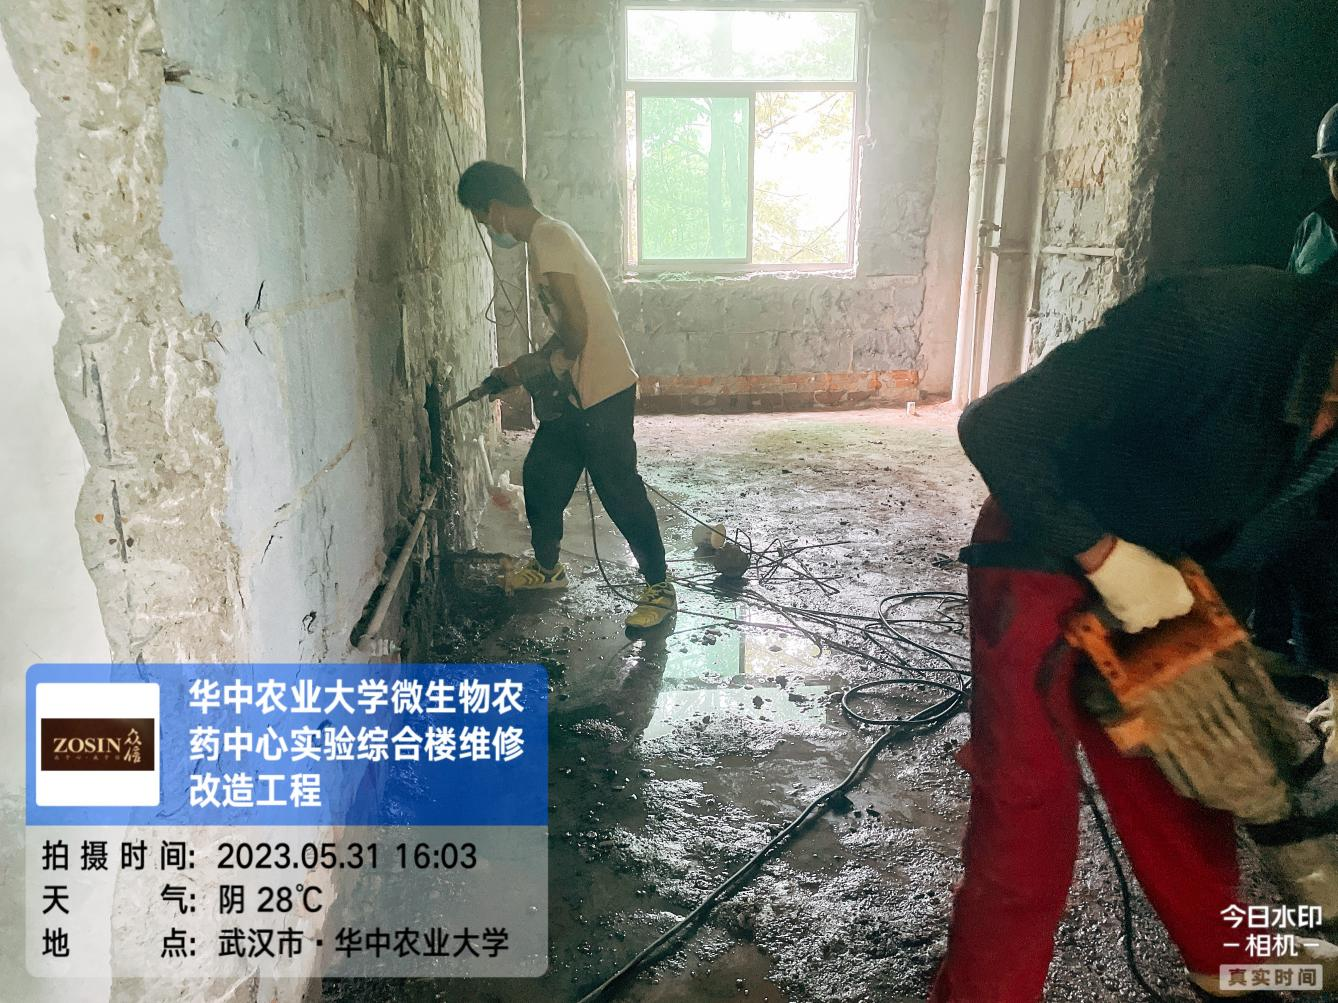 华中农业大学微生物农
药中心实验综合楼维修
改造工程
ZOSIN 众信
拍摄时间: 2023.05.31 16:03
天气: 阴 28℃
地点: 武汉市·华中农业大学
今日水印
-相机-
真实时间